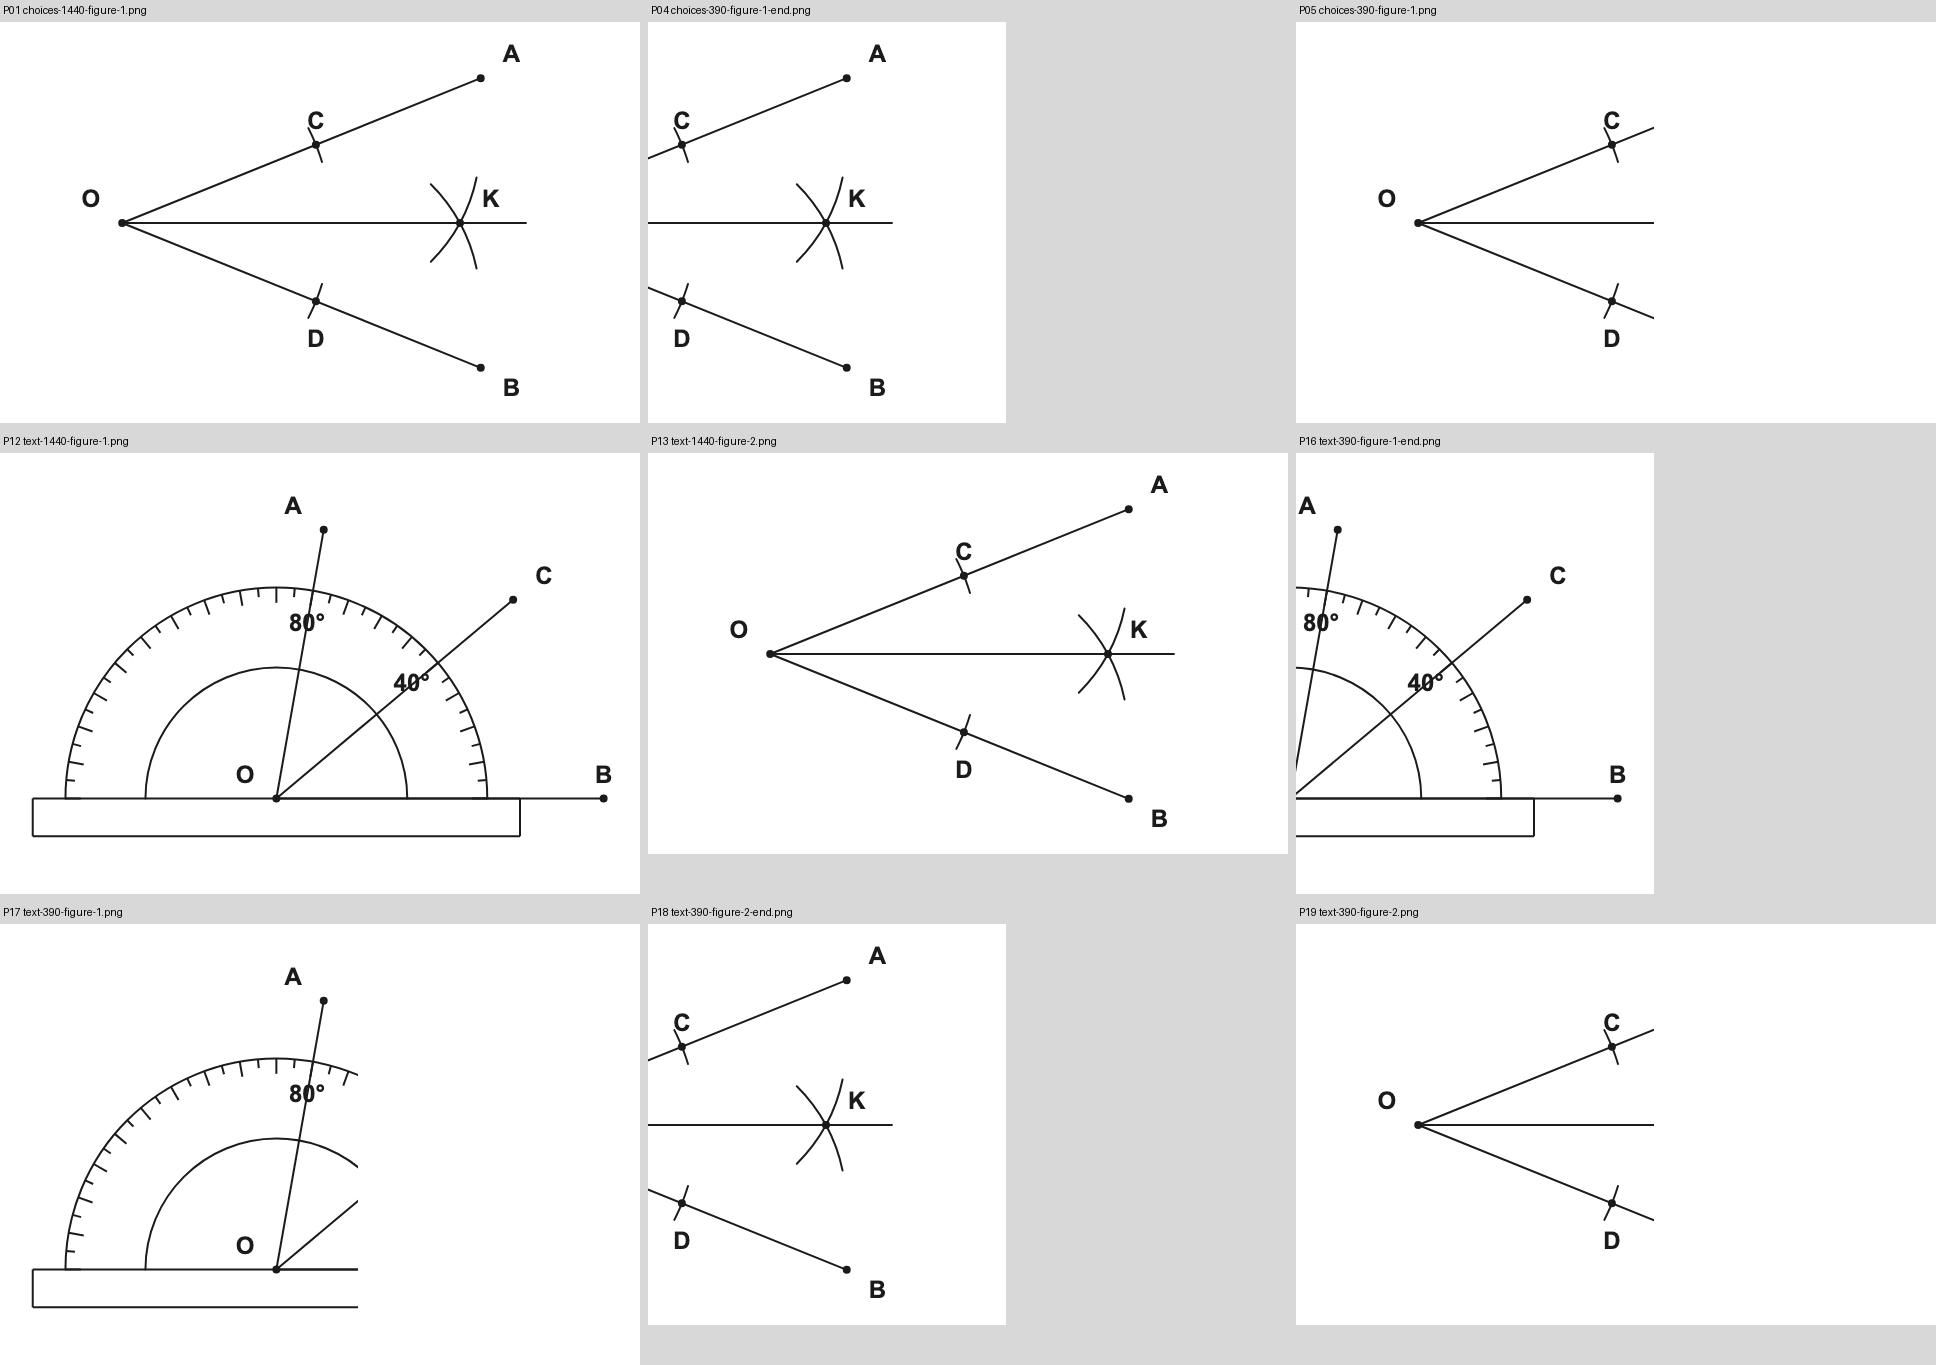 P01 choices-1440-figure-1.png
A
C
O
K
D
B
P04 choices-390-figure-1-end.png
A
C
K
D
B
P05 choices-390-figure-1.png
C
O
D
P12 text-1440-figure-1.png
A
C
80°
40°
O
B
P13 text-1440-figure-2.png
A
C
O
K
D
B
P16 text-390-figure-1-end.png
A
C
80°
40°
B
P17 text-390-figure-1.png
A
80°
O
P18 text-390-figure-2-end.png
A
C
K
D
B
P19 text-390-figure-2.png
C
O
D